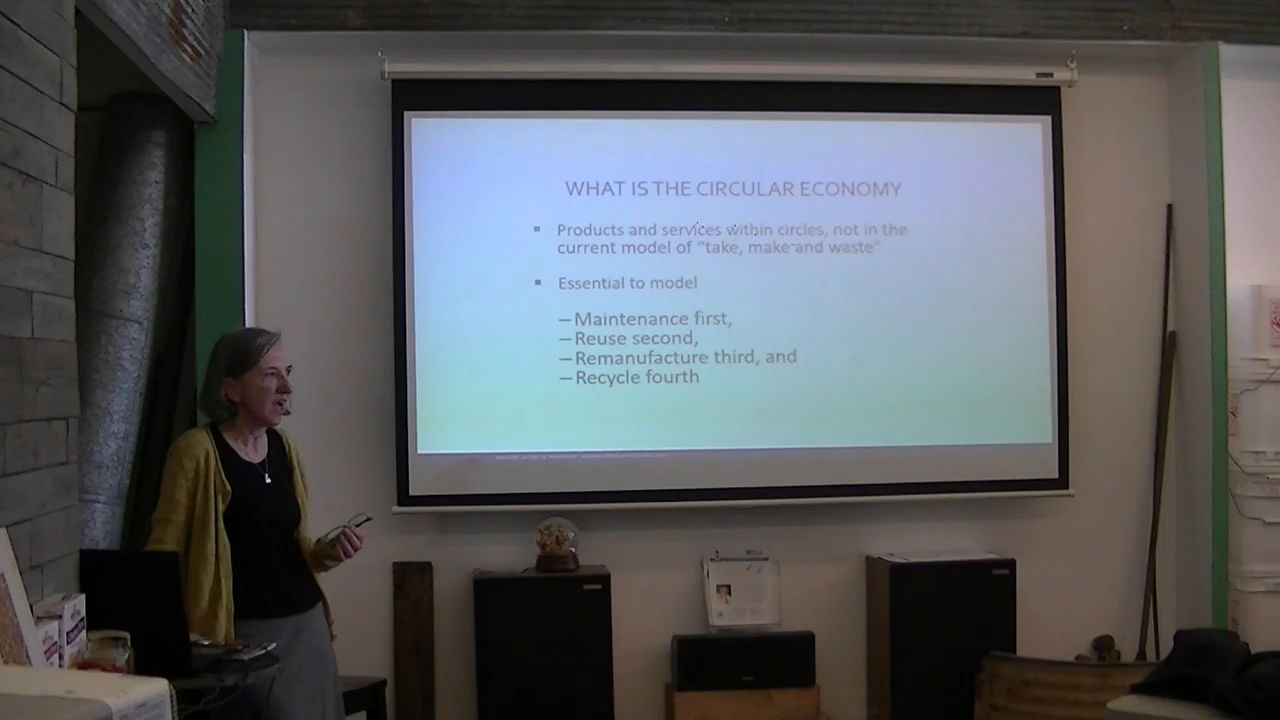 WHAT IS THE CIRCULAR ECONOMY
▪ Products and services within circles, not in the
current model of "take, make and waste"
▪ Essential to model
–Maintenance first,
–Reuse second,
–Remanufacture third, and
–Recycle fourth